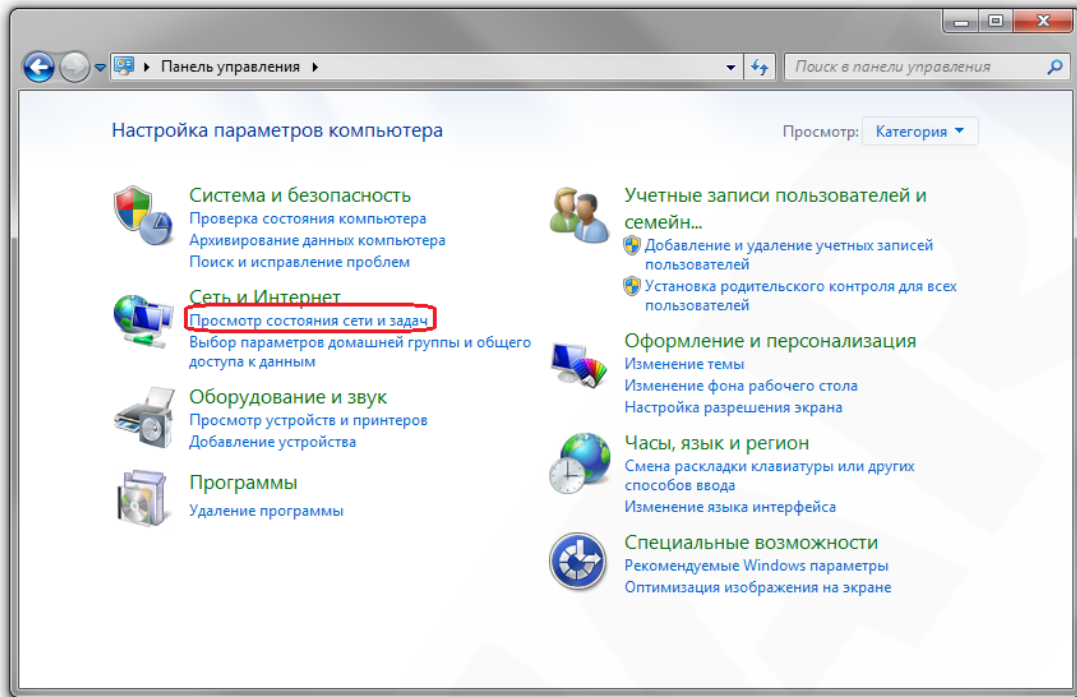 Панель управления
Поиск в панели управления
Настройка параметров компьютера
Просмотр: Категория
Система и безопасность
Проверка состояния компьютера
Архивирование данных компьютера
Поиск и исправление проблем
Сеть и Интернет
Просмотр состояния сети и задач
Выбор параметров домашней группы и общего
доступа к данным
Оборудование и звук
Просмотр устройств и принтеров
Добавление устройства
Программы
Удаление программы
Учетные записи пользователей и
семейн...
Добавление и удаление учетных записей
пользователей
Установка родительского контроля для всех
пользователей
Оформление и персонализация
Изменение темы
Изменение фона рабочего стола
Настройка разрешения экрана
Часы, язык и регион
Смена раскладки клавиатуры или других
способов ввода
Изменение языка интерфейса
Специальные возможности
Рекомендуемые Windows параметры
Оптимизация изображения на экране